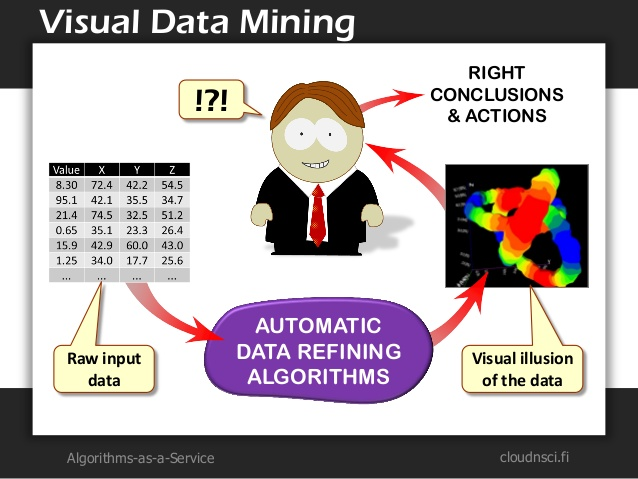 Visual Data Mining
!?!
RIGHT
CONCLUSIONS
& ACTIONS
Value X Y Z
8.30 72.4 42.2 54.5
95.1 42.1 35.5 34.7
21.4 74.5 32.5 51.2
0.65 35.1 23.3 26.4
15.9 42.9 60.0 43.0
1.25 34.0 17.7 25.6
... ... ... ...
Raw input
data
AUTOMATIC
DATA REFINING
ALGORITHMS
Visual illusion
of the data
Algorithms-as-a-Service
cloudnsci.fi